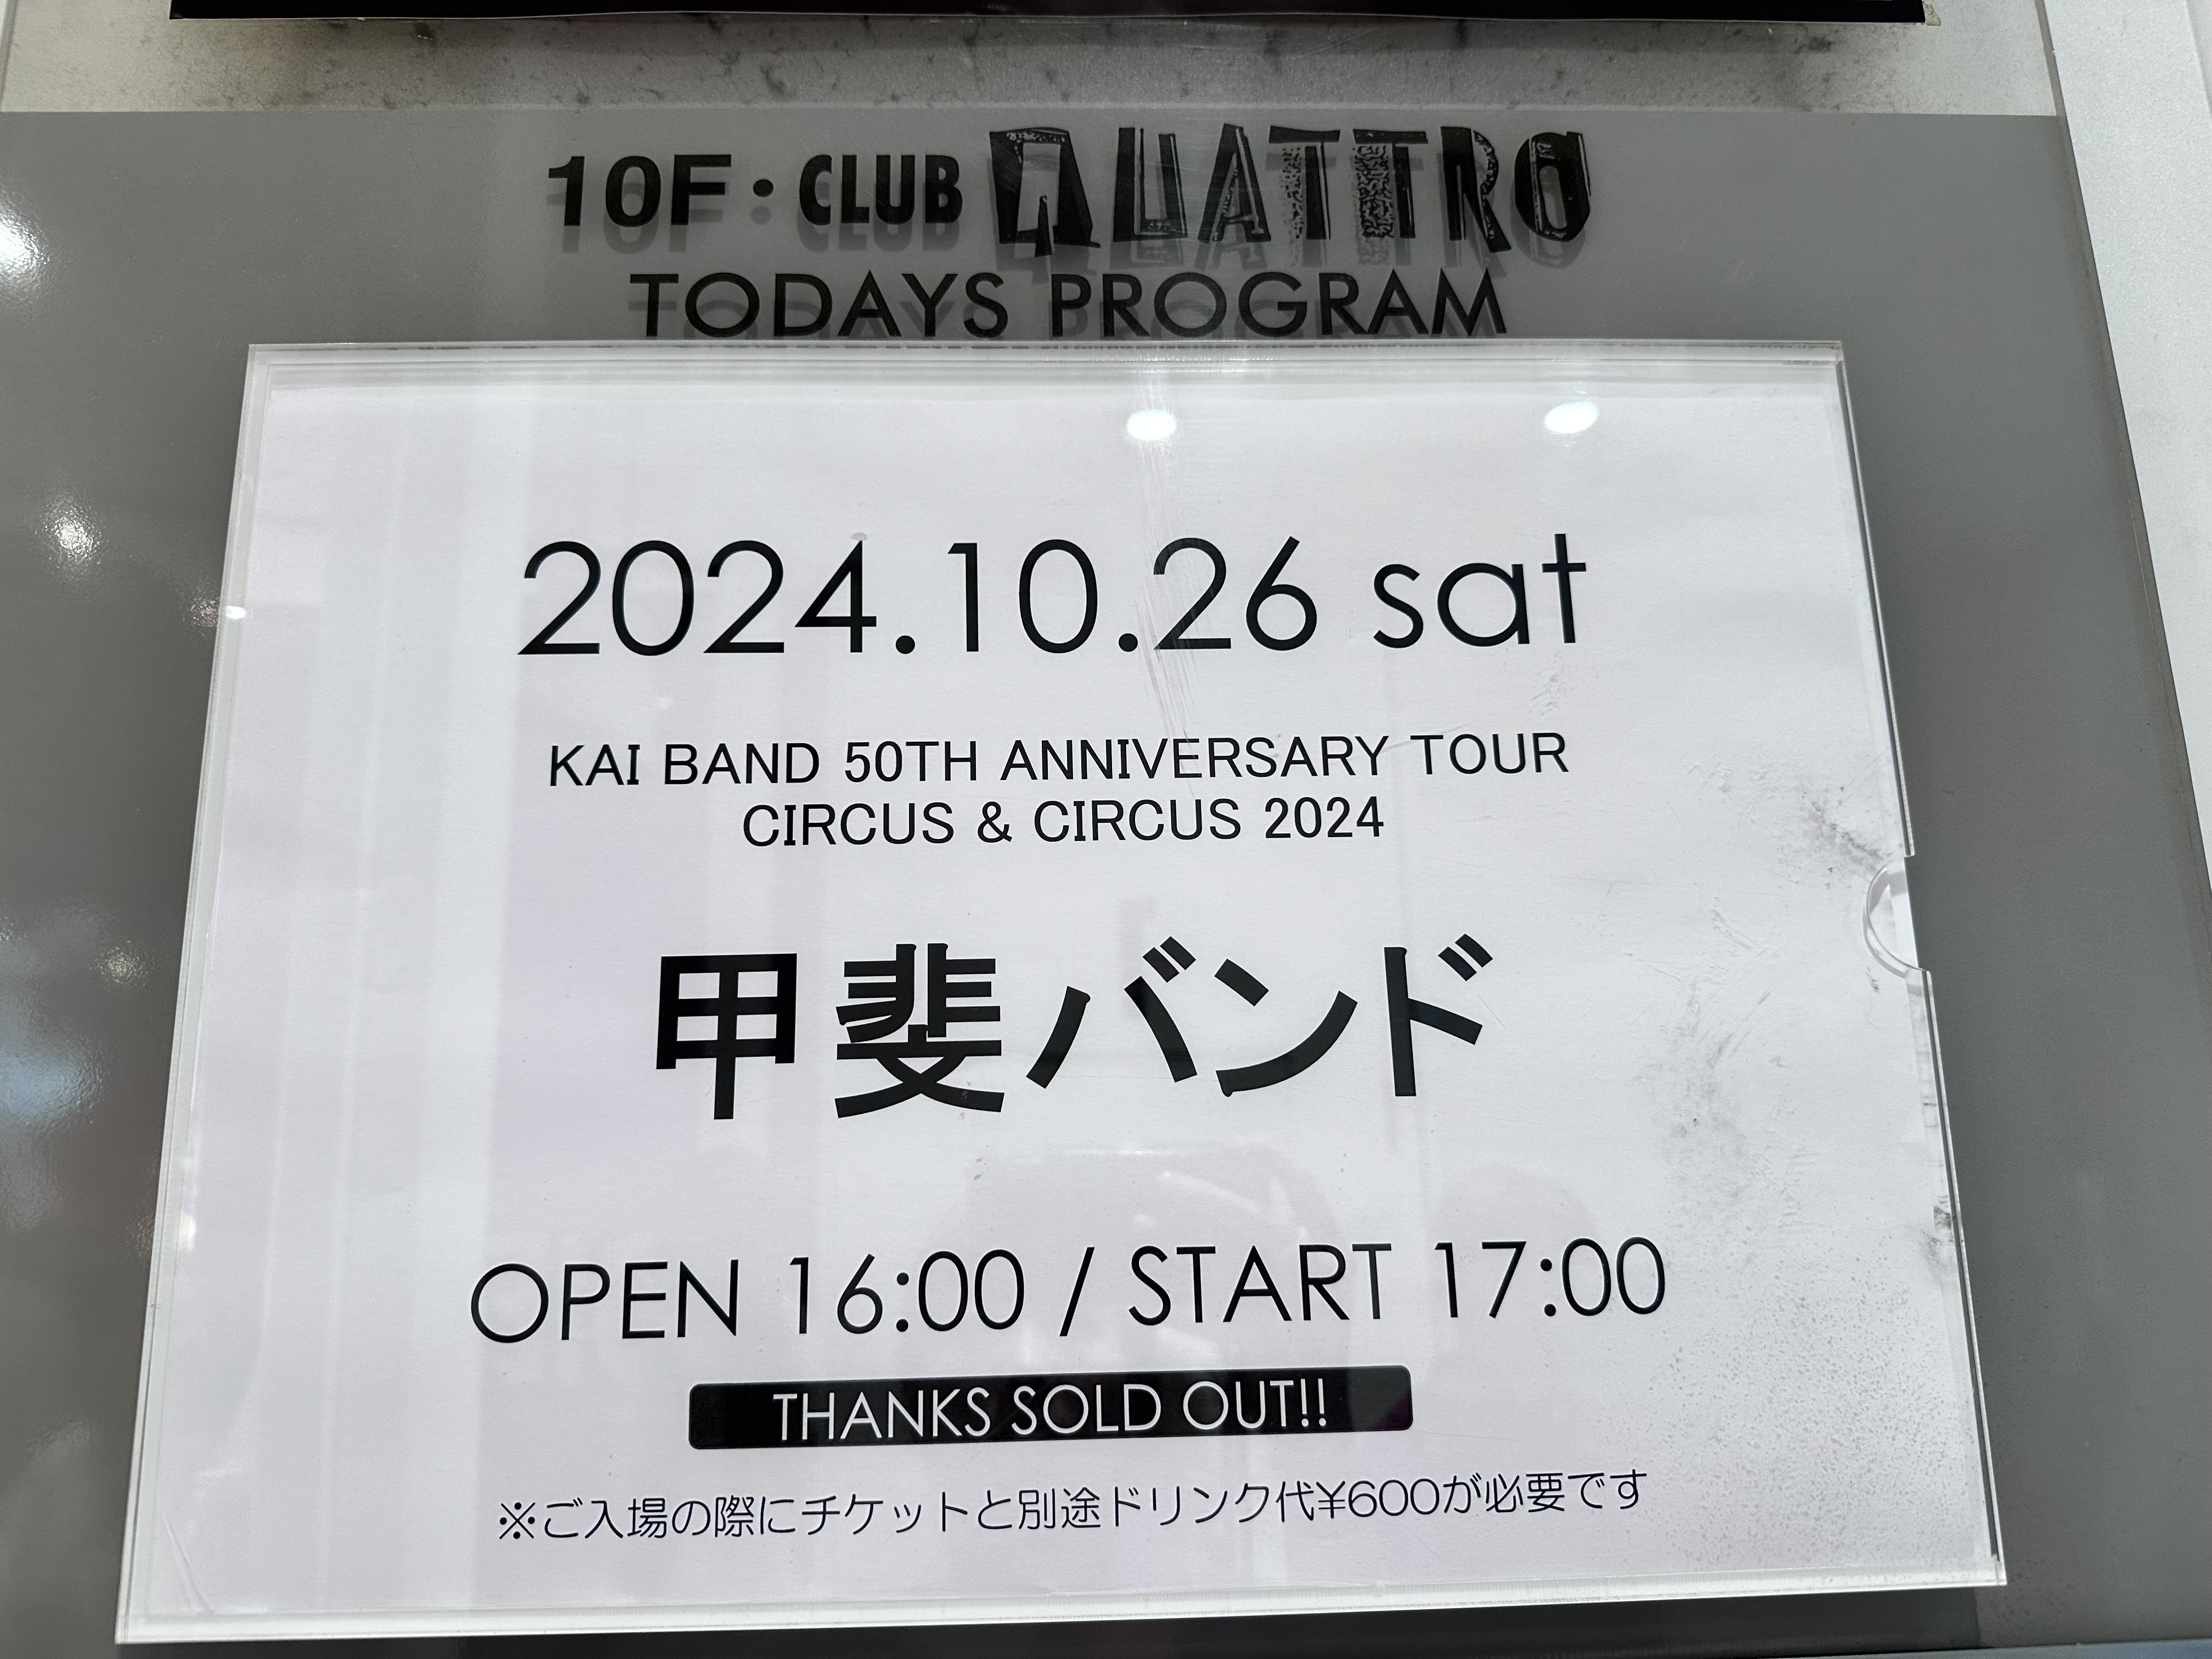 10F・CLUB QUATTRO
TODAYS PROGRAM
2024.10.26 sat
KAI BAND 50TH ANNIVERSARY TOUR
CIRCUS & CIRCUS 2024
甲斐バンド
OPEN 16:00 / START 17:00
THANKS SOLD OUT!!
※ご入場の際にチケットと別途ドリンク代¥600が必要です